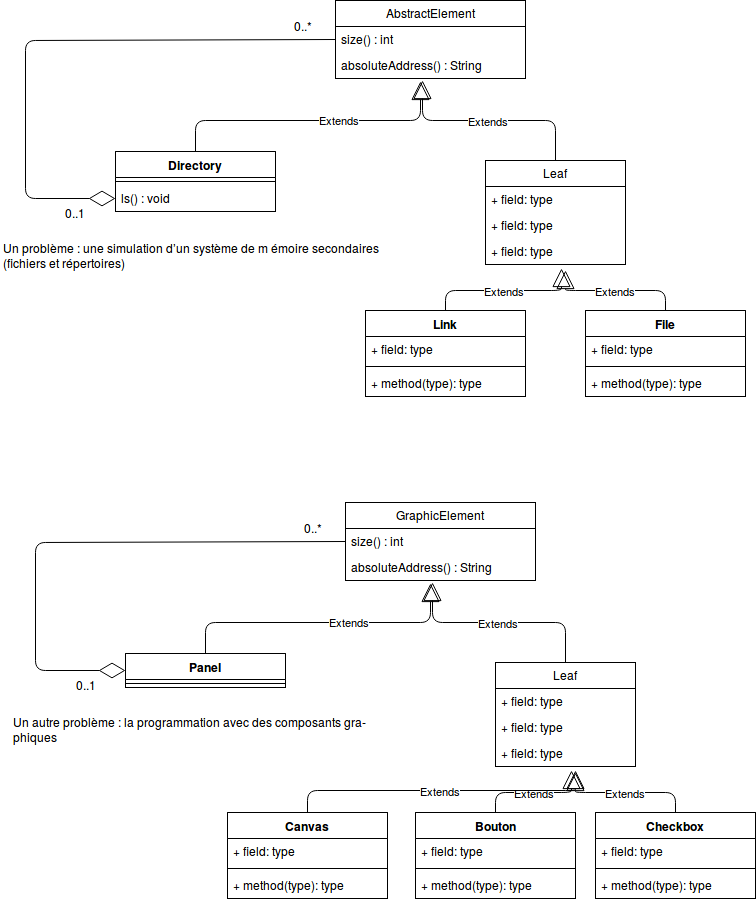 AbstractElement
0..*
size() : int
absoluteAddress() : String
Extends
Extends
Directory
ls() : void
0..1
Leaf
+ field: type
+ field: type
+ field: type
Un problème : une simulation d'un système de m émoire secondaires
(fichiers et répertoires)
Extends
Extends
Link
+ field: type
+ method(type): type
File
+ field: type
+ method(type): type
GraphicElement
0..*
size() : int
absoluteAddress() : String
Extends
Extends
Panel
0..1
Leaf
+ field: type
+ field: type
+ field: type
Un autre problème : la programmation avec des composants gra-
phiques
Extends
Extends
Extends
Canvas
+ field: type
+ method(type): type
Bouton
+ field: type
+ method(type): type
Checkbox
+ field: type
+ method(type): type